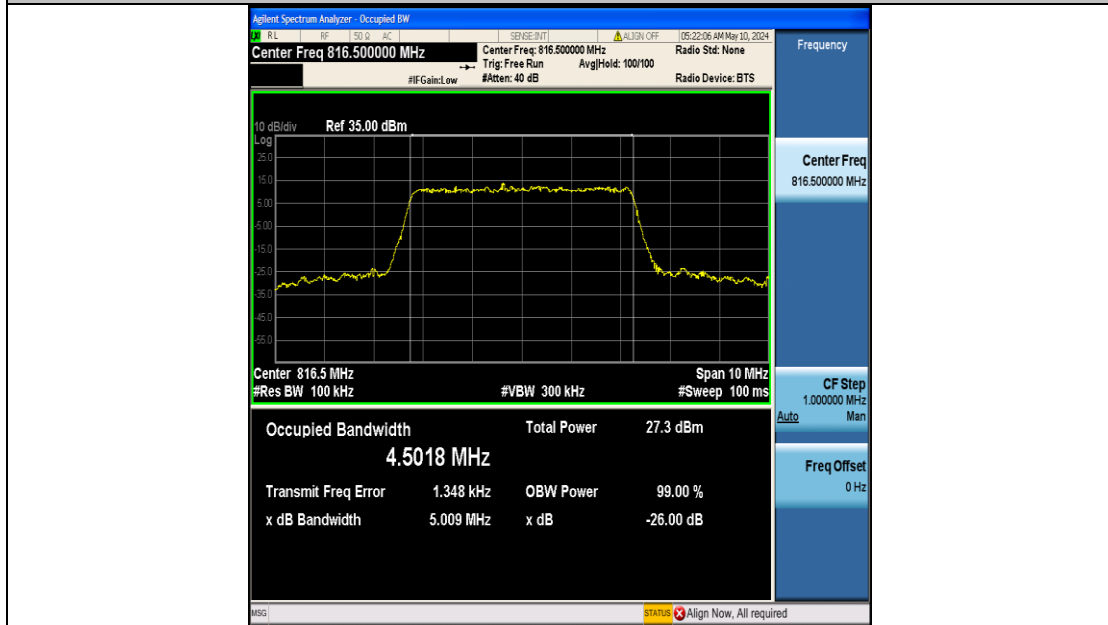 Agilent Spectrum Analyzer - Occupied BW
RL RF 50 Ω AC SENSE:INT ALIGN OFF 05:22:06 AM May 10, 2024
Center Freq 816.500000 MHz
Center Freq: 816.500000 MHz Radio Std: None
Trig: Free Run Avg|Hold: 100/100
#IFGain:Low #Atten: 40 dB Radio Device: BTS
Frequency
10 dB/div Ref 35.00 dBm
Log
25.0
15.0
5.00
-5.00
-15.0
-25.0
-35.0
-45.0
-55.0
Center 816.5 MHz Span 10 MHz
#Res BW 100 kHz #VBW 300 kHz #Sweep 100 ms
Occupied Bandwidth Total Power 27.3 dBm
4.5018 MHz
Transmit Freq Error 1.348 kHz OBW Power 99.00 %
x dB Bandwidth 5.009 MHz x dB -26.00 dB
Center Freq
816.500000 MHz
CF Step
1.000000 MHz
Auto Man
Freq Offset
0 Hz
MSG STATUS Align Now, All required